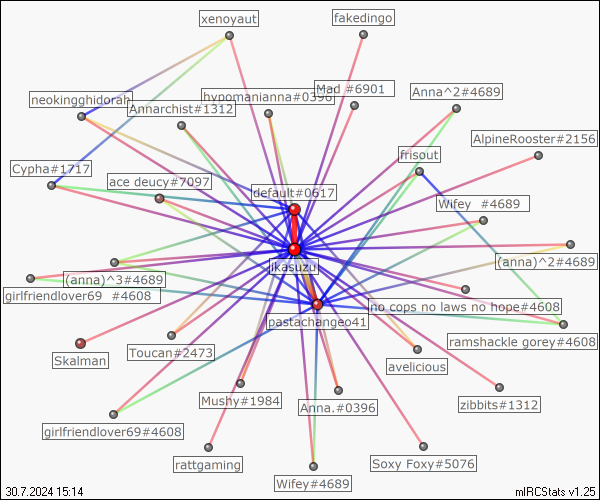 xenoyaut
fakedingo
neokingghidorah
hypomanianna#0396
Mad #6901
Anna^2#4689
Annarchist#1312
AlpineRooster#2156
frisout
Cypha#1717
ace deucy#7097
default#0617
Wifey #4689
(anna)^2#4689
jkasuzuj
(anna)^3#4689
girlfriendlover69 #4608
no cops no laws no hope#4608
pastachangeo41
ramshackle gorey#4608
Skalman
Toucan#2473
avelicious
Mushy#1984
Anna.#0396
zibbits#1312
girlfriendlover69#4608
rattgaming
Soxy Foxy#5076
Wifey#4689
30.7.2024 15:14
mIRCStats v1.25